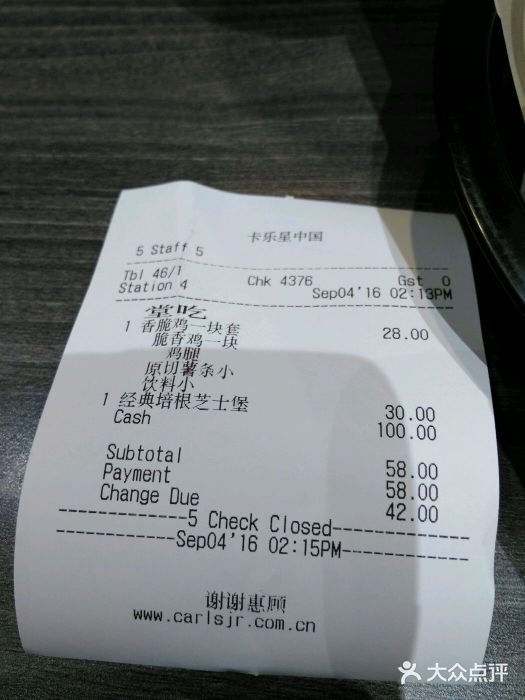 卡乐星中国
5 Staff 5
Tbl 46/1 Chk 4376 Gst 0
Station 4 Sep04'16 02:13PM
堂吃
1 香脆鸡一块套 28.00
脆香鸡一块
鸡腿
原切薯条小
饮料小
1 经典培根芝士堡 30.00
Cash 100.00
Subtotal 58.00
Payment 58.00
Change Due 42.00
5 Check Closed
Sep04'16 02:15PM
谢谢惠顾
www.carlsjr.com.cn
大众点评